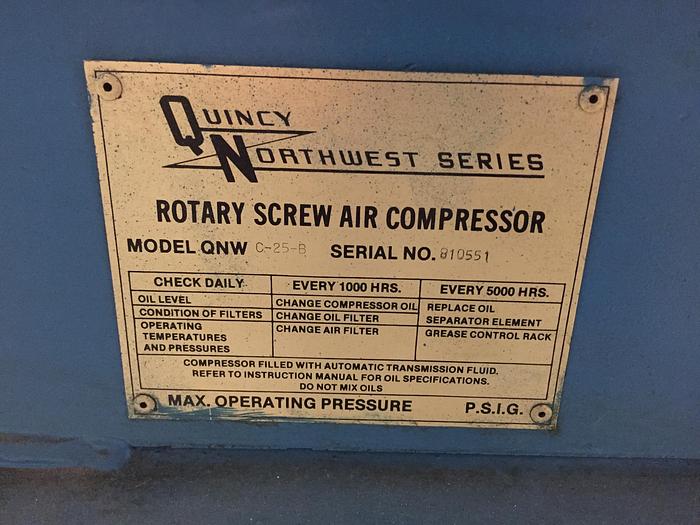 QUINCY
NORTHWEST SERIES
ROTARY SCREW AIR COMPRESSOR
MODEL QNW C-25-B SERIAL NO. 810551
CHECK DAILY EVERY 1000 HRS. EVERY 5000 HRS.
OIL LEVEL CHANGE COMPRESSOR OIL REPLACE OIL
CONDITION OF FILTERS CHANGE OIL FILTER SEPARATOR ELEMENT
OPERATING CHANGE AIR FILTER GREASE CONTROL RACK
TEMPERATURES
AND PRESSURES
COMPRESSOR FILLED WITH AUTOMATIC TRANSMISSION FLUID.
REFER TO INSTRUCTION MANUAL FOR OIL SPECIFICATIONS.
DO NOT MIX OILS
MAX. OPERATING PRESSURE P.S.I.G.